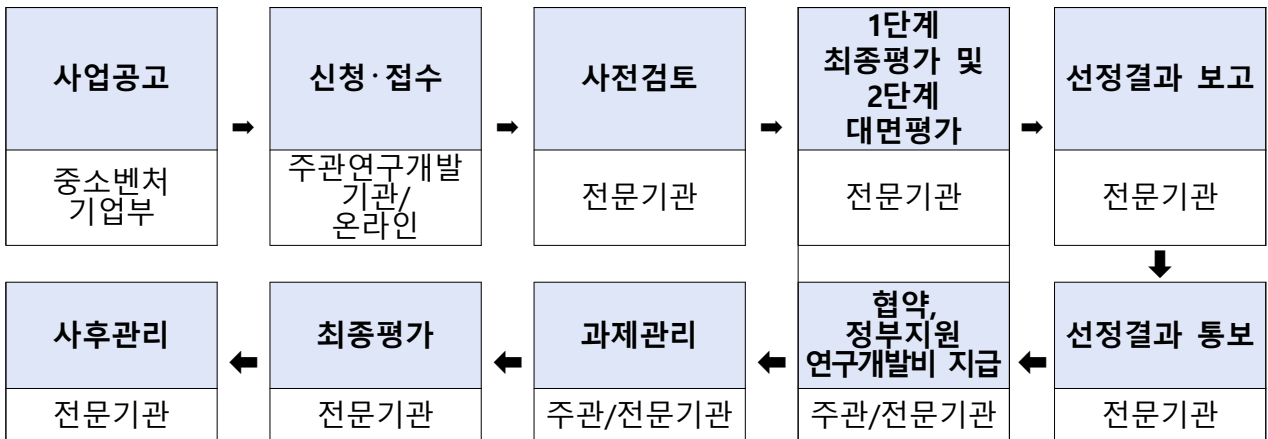 사업공고
중소벤처
기업부
➡
신청·접수
주관연구개발
기관/
온라인
➡
사전검토
전문기관
➡
1단계
최종평가 및
2단계
대면평가
전문기관
➡
선정결과 보고
전문기관
⬇
선정결과 통보
전문기관
⬅
협약,
정부지원
연구개발비 지급
주관/전문기관
⬅
과제관리
주관/전문기관
⬅
최종평가
전문기관
⬅
사후관리
전문기관